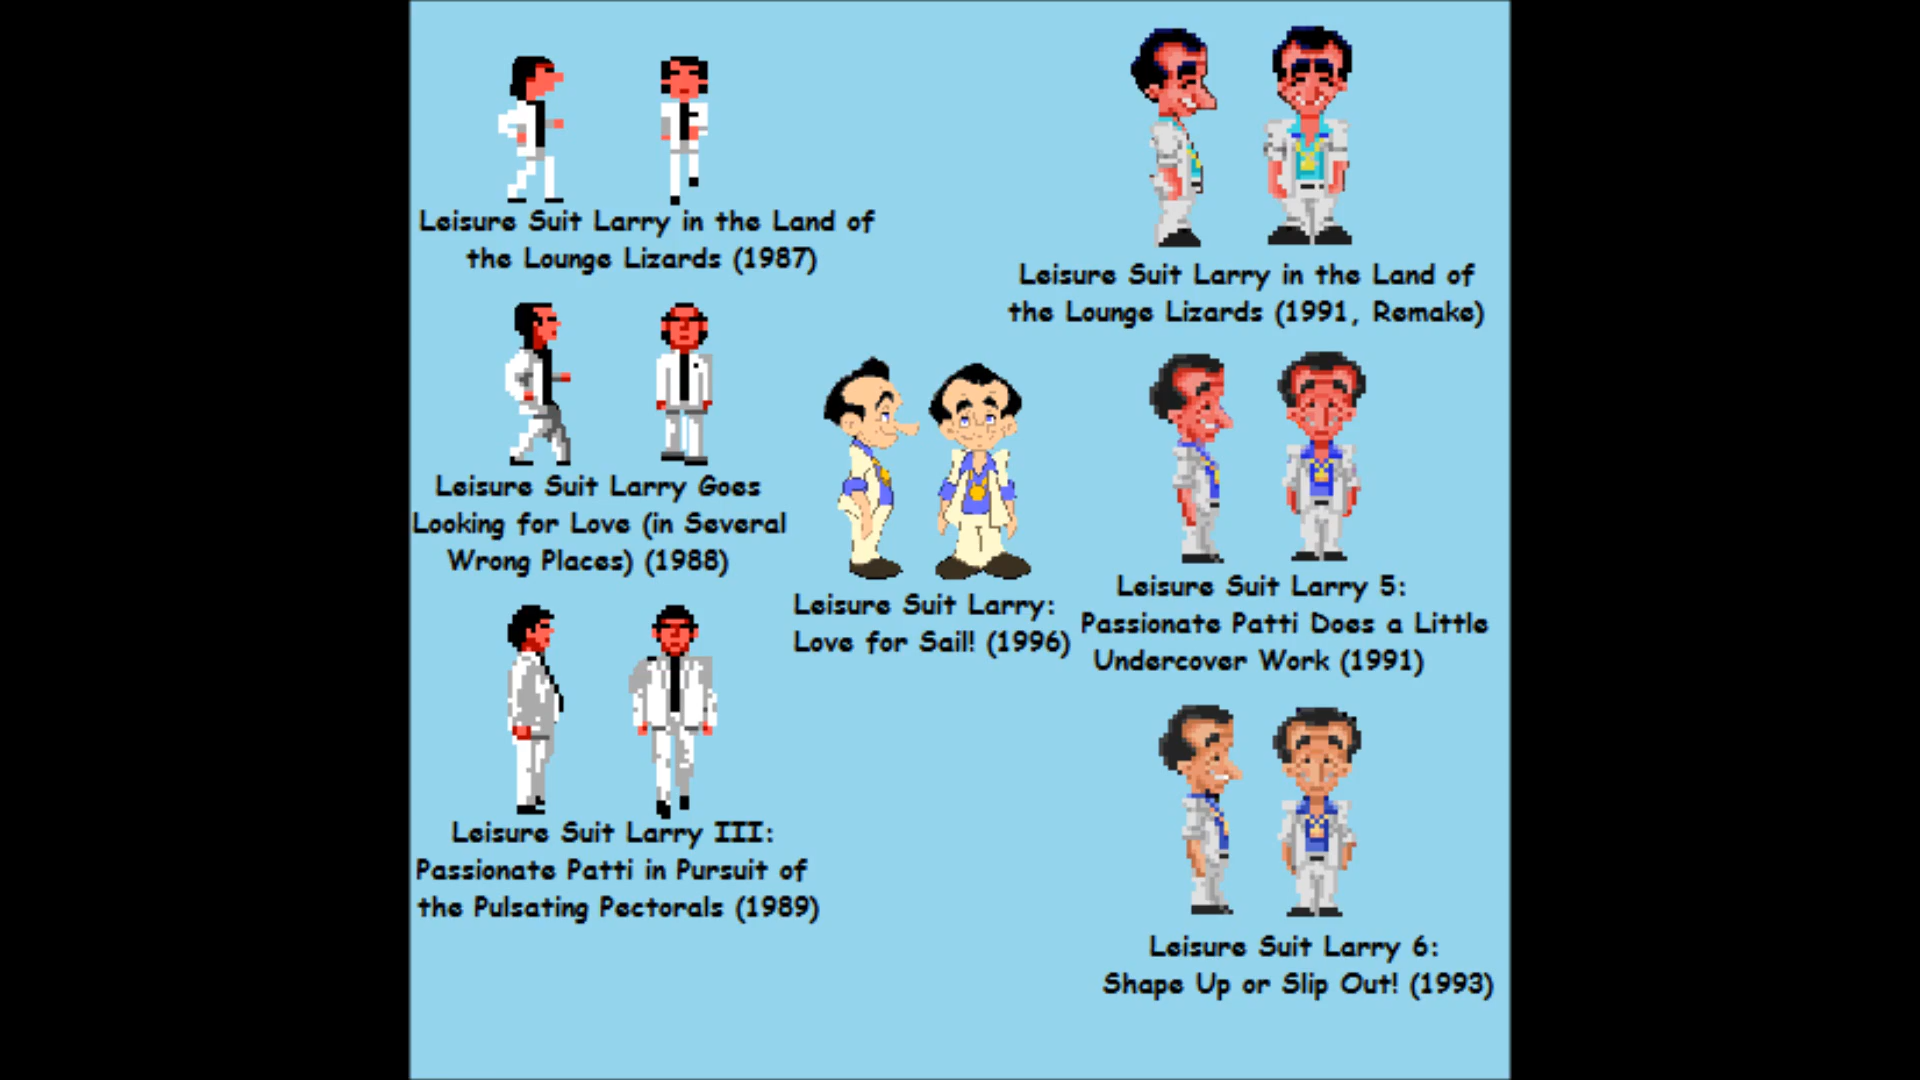 Leisure Suit Larry in the Land of
the Lounge Lizards (1987)
Leisure Suit Larry Goes
Looking for Love (in Several
Wrong Places) (1988)
Leisure Suit Larry III:
Passionate Patti in Pursuit of
the Pulsating Pectorals (1989)
Leisure Suit Larry:
Love for Sail! (1996)
Leisure Suit Larry in the Land of
the Lounge Lizards (1991, Remake)
Leisure Suit Larry 5:
Passionate Patti Does a Little
Undercover Work (1991)
Leisure Suit Larry 6:
Shape Up or Slip Out! (1993)